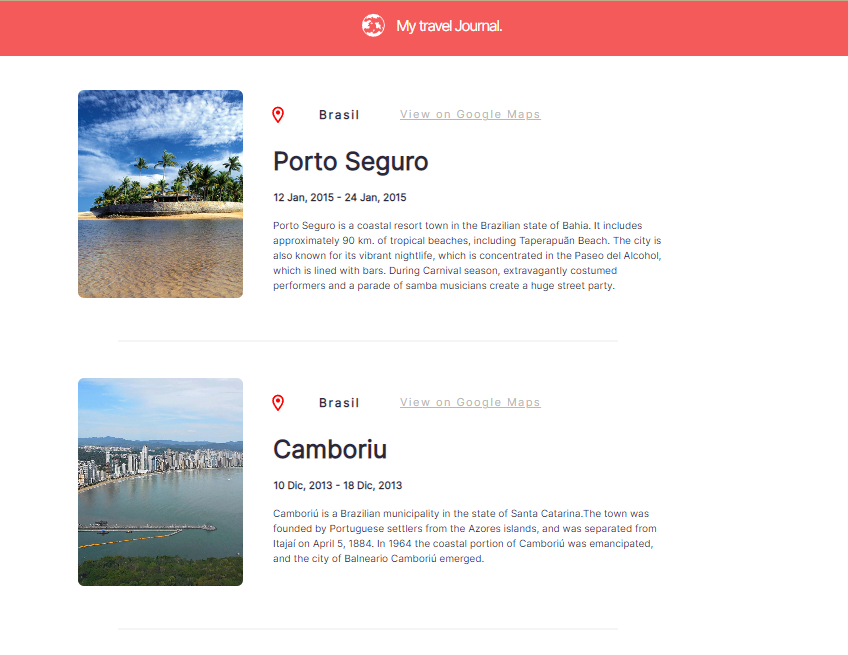 My travel Journal.
Brasil View on Google Maps
Porto Seguro
12 Jan, 2015 - 24 Jan, 2015
Porto Seguro is a coastal resort town in the Brazilian state of Bahia. It includes
approximately 90 km. of tropical beaches, including Taperapuãn Beach. The city is
also known for its vibrant nightlife, which is concentrated in the Paseo del Alcohol,
which is lined with bars. During Carnival season, extravagantly costumed
performers and a parade of samba musicians create a huge street party.
Brasil View on Google Maps
Camboriu
10 Dic, 2013 - 18 Dic, 2013
Camboriú is a Brazilian municipality in the state of Santa Catarina.The town was
founded by Portuguese settlers from the Azores islands, and was separated from
Itajaí on April 5, 1884. In 1964 the coastal portion of Camboriú was emancipated,
and the city of Balneario Camboriú emerged.